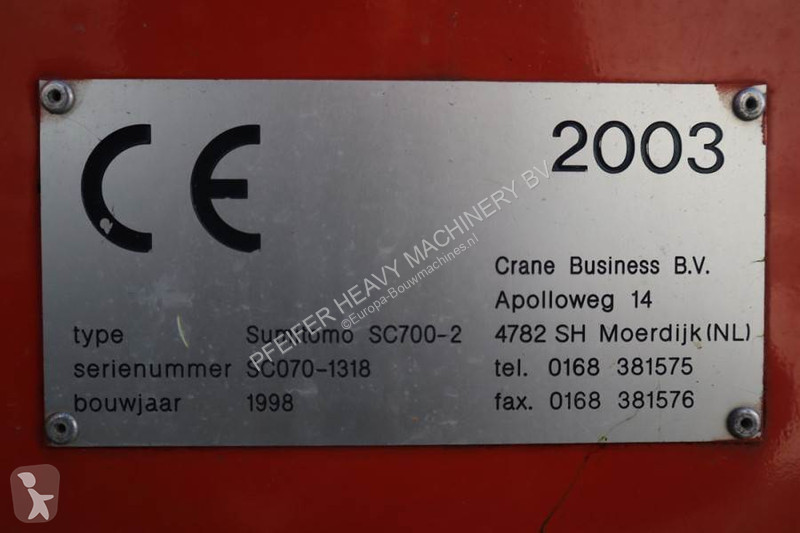 CE
2003
Crane Business B.V.
Apolloweg 14
4782 SH Moerdijk (NL)
tel. 0168 381575
fax. 0168 381576
type Sumitomo SC700-2
serienummer SC070-1318
bouwjaar 1998
PFEIFER HEAVY MACHINERY BV
©Europa-Bouwmachines.nl